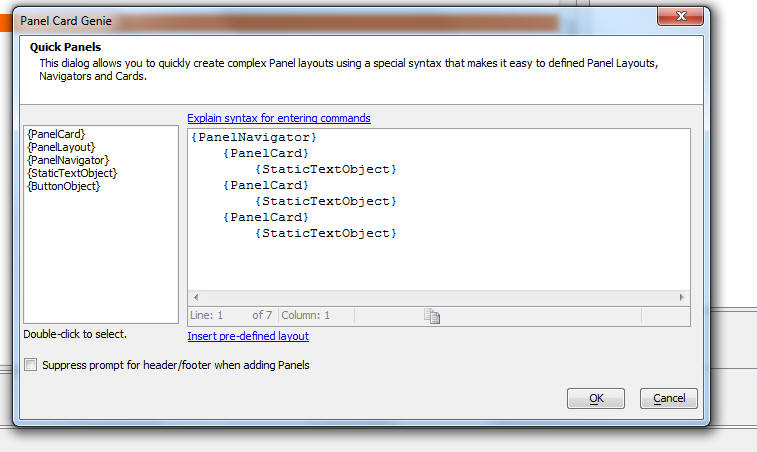 Panel Card Genie
Quick Panels
This dialog allows you to quickly create complex Panel layouts using a special syntax that makes it easy to defined Panel Layouts,
Navigators and Cards.
Explain syntax for entering commands
{PanelCard}
{PanelLayout}
{PanelNavigator}
{StaticTextObject}
{ButtonObject}
{PanelNavigator}
{PanelCard}
{StaticTextObject}
{PanelCard}
{StaticTextObject}
{PanelCard}
{StaticTextObject}
Line: 1 of 7 Column: 1
Double-click to select.
Insert pre-defined layout
Suppress prompt for header/footer when adding Panels
OK
Cancel